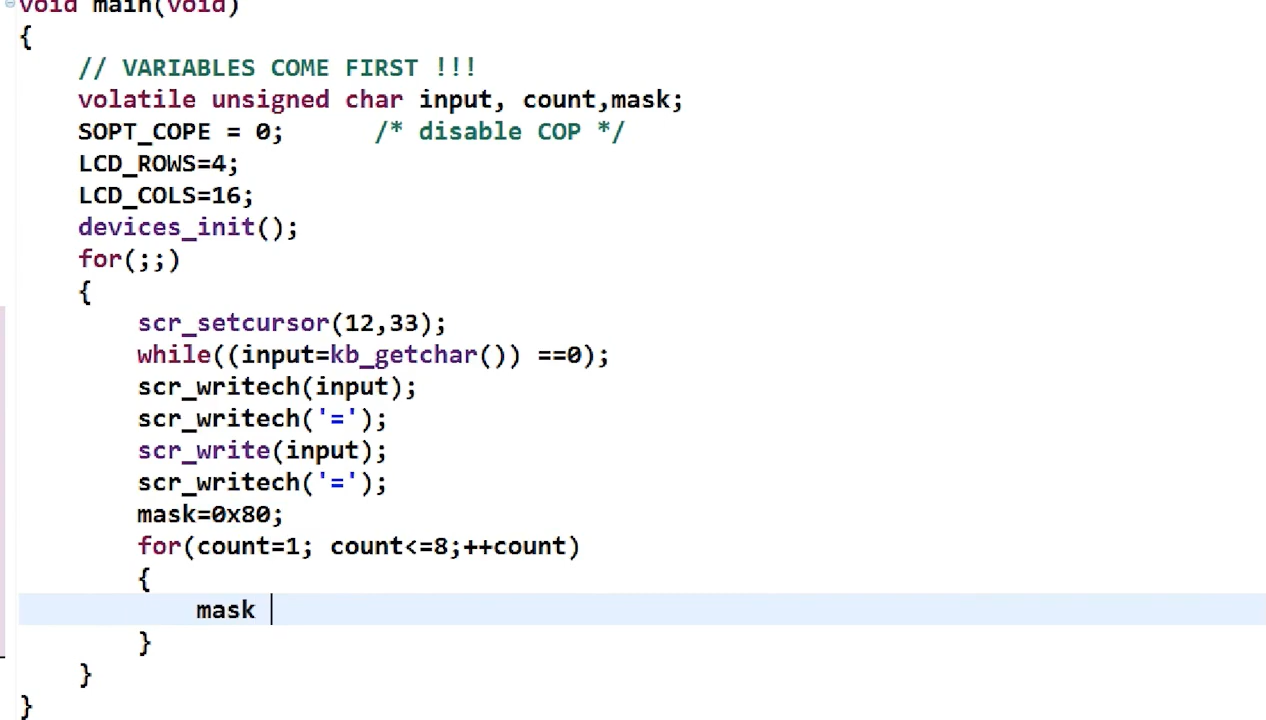 void main(void)
{
// VARIABLES COME FIRST !!!
volatile unsigned char input, count,mask;
SOPT_COPE = 0; /* disable COP */
LCD_ROWS=4;
LCD_COLS=16;
devices_init();
for(;;)
{
scr_setcursor(12,33);
while((input=kb_getchar()) ==0);
scr_writech(input);
scr_writech('=');
scr_write(input);
scr_writech('=');
mask=0x80;
for(count=1; count<=8;++count)
{
mask
}
}
}